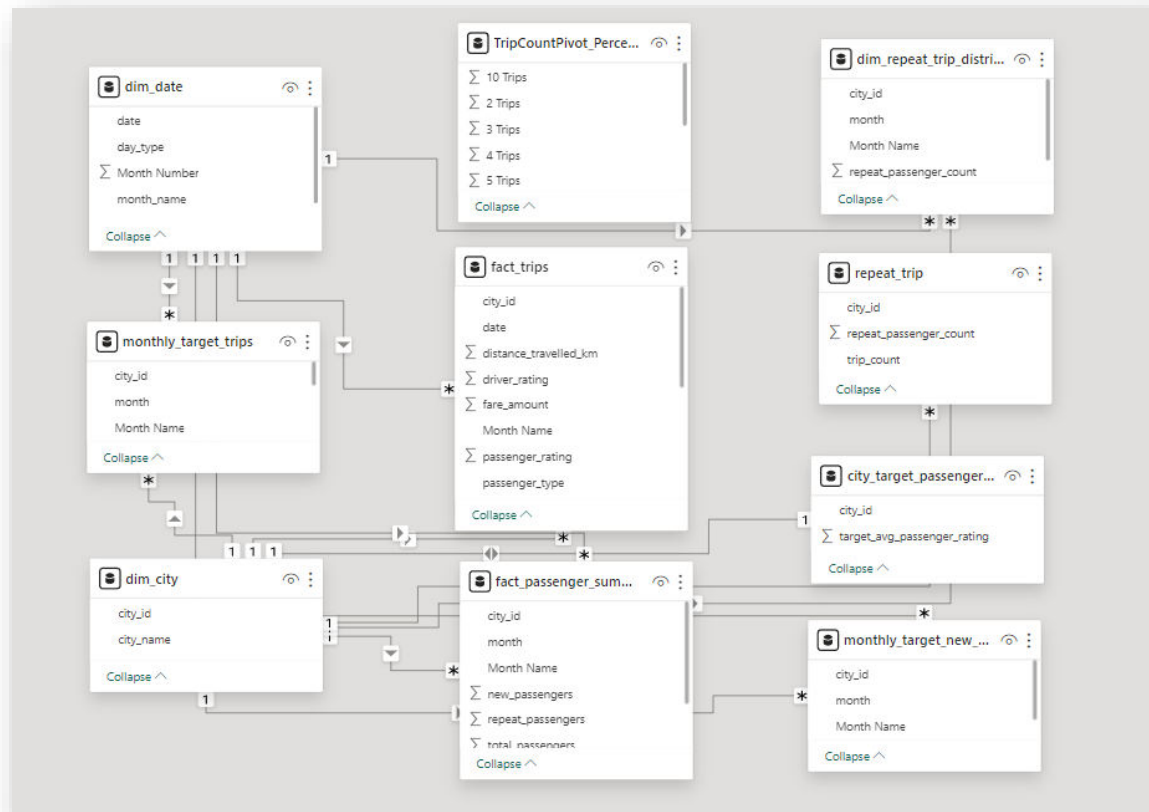 dim_date
date
day_type
Month Number
month_name
Collapse
TripCountPivot_Perce...
10 Trips
2 Trips
3 Trips
4 Trips
5 Trips
Collapse
dim_repeat_trip_distri...
city_id
month
Month Name
repeat_passenger_count
Collapse
monthly_target_trips
city_id
month
Month Name
Collapse
fact_trips
city_id
date
distance_travelled_km
driver_rating
fare_amount
Month Name
passenger_rating
passenger_type
Collapse
repeat_trip
city_id
repeat_passenger_count
trip_count
Collapse
city_target_passenger...
city_id
target_avg_passenger_rating
Collapse
dim_city
city_id
city_name
Collapse
fact_passenger_sum...
city_id
month
Month Name
new_passengers
repeat_passengers
total_passengers
Collapse
monthly_target_new_...
city_id
month
Month Name
Collapse
1
*
*
1
1
1
1
*
*
*
*
1
1
1
1
*
*
1
1
*
*
1
*